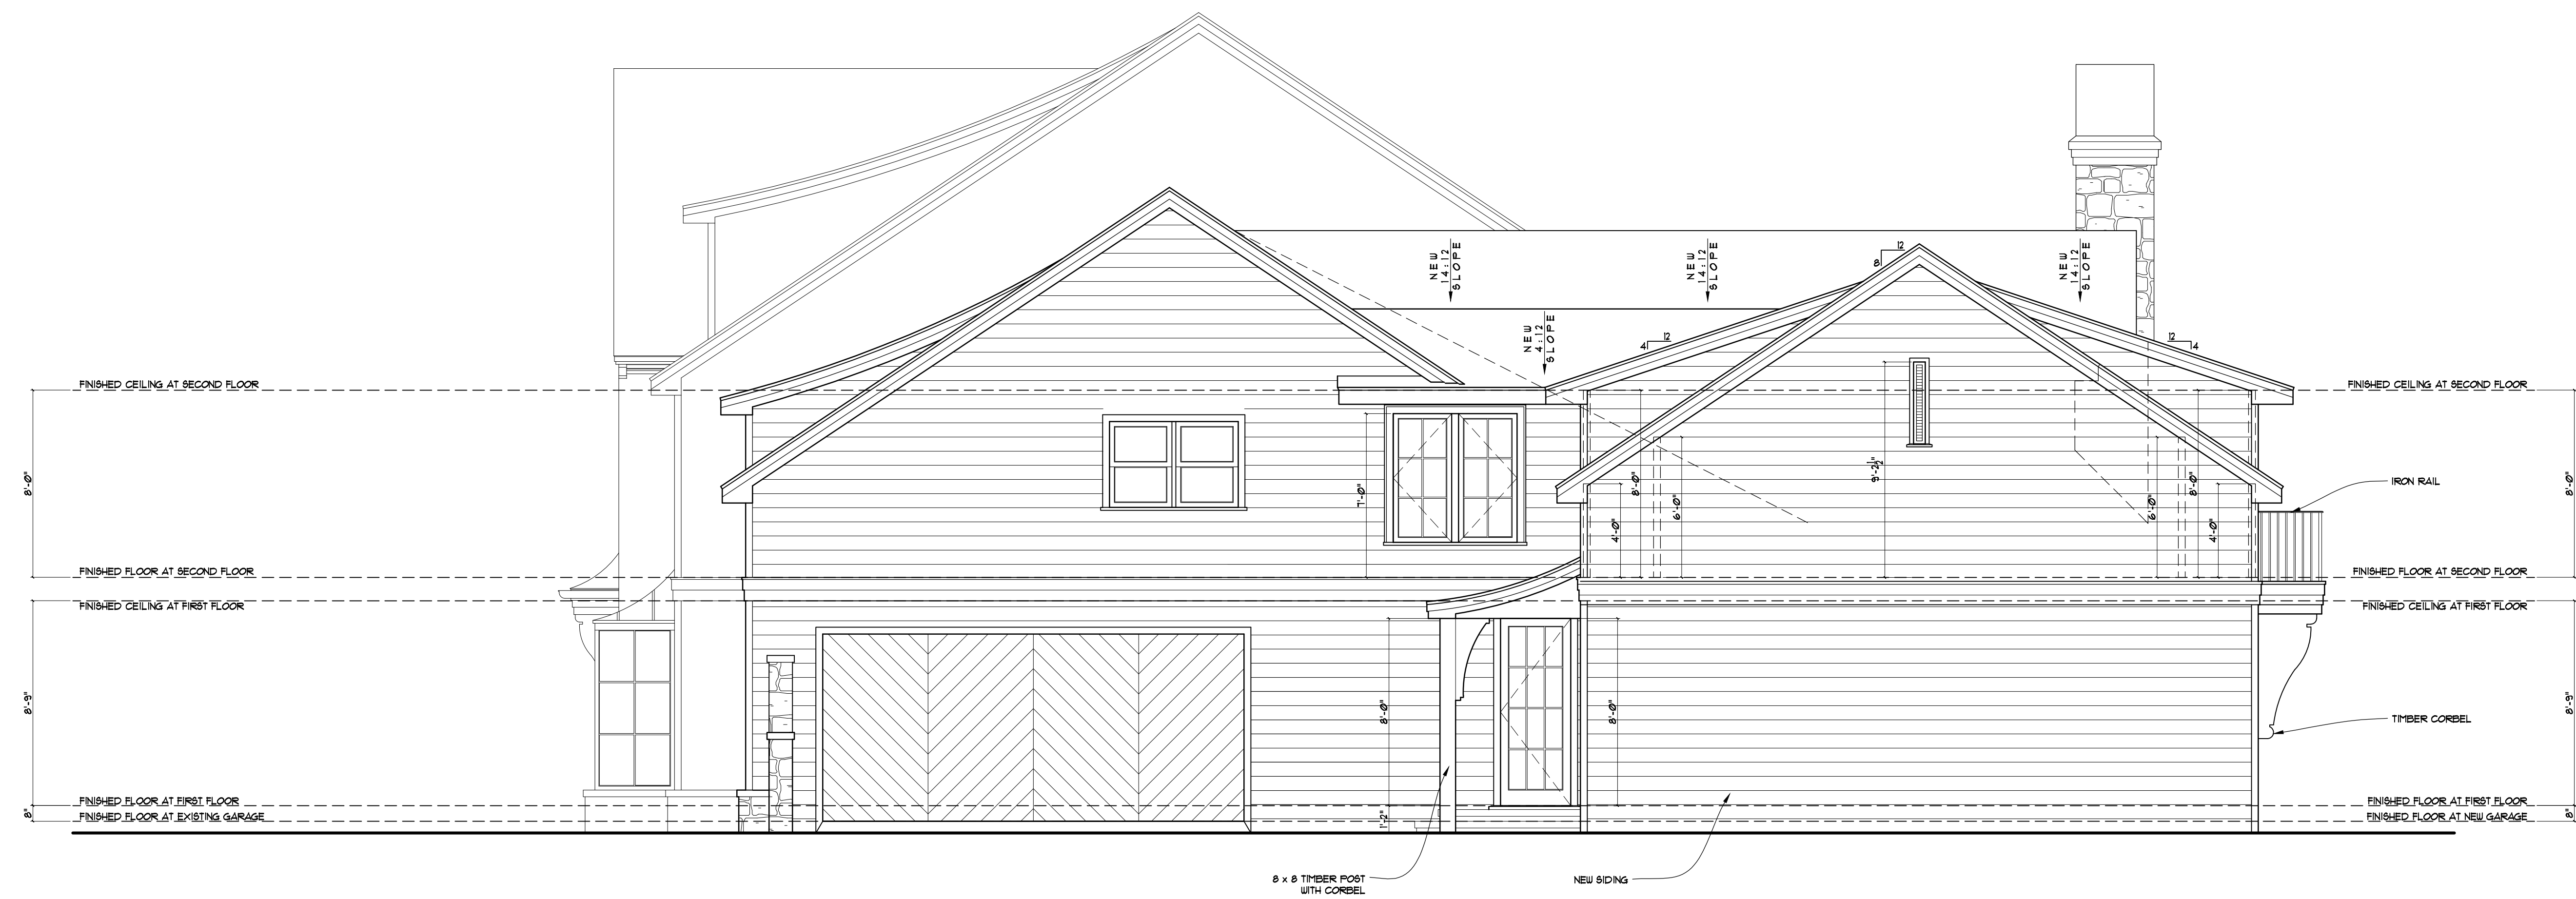 NEW
14:12
SLOPE
NEW
14:12
SLOPE
NEW
14:12
SLOPE
12
8
NEW
4:12
SLOPE
12
4
12
4
FINISHED CEILING AT SECOND FLOOR
FINISHED CEILING AT SECOND FLOOR
8'-0"
7'-0"
8'-0"
6'-0"
4'-0"
9'-2½"
6'-0"
8'-0"
4'-0"
IRON RAIL
8'-0"
FINISHED FLOOR AT SECOND FLOOR
FINISHED FLOOR AT SECOND FLOOR
FINISHED CEILING AT FIRST FLOOR
FINISHED CEILING AT FIRST FLOOR
8'-9"
8'-0"
8'-0"
8'-9"
TIMBER CORBEL
FINISHED FLOOR AT FIRST FLOOR
FINISHED FLOOR AT FIRST FLOOR
8"
FINISHED FLOOR AT EXISTING GARAGE
1'-2"
FINISHED FLOOR AT NEW GARAGE
8"
8 x 8 TIMBER POST
WITH CORBEL
NEW SIDING